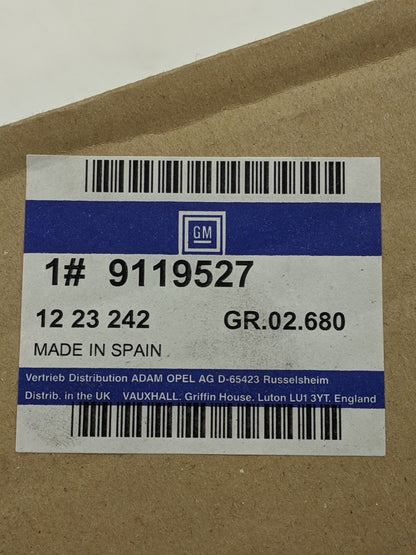 GM
1# 9119527
12 23 242 GR.02.680
MADE IN SPAIN
Vertrieb Distribution ADAM OPEL AG D-65423 Russelsheim
Distrib. in the UK VAUXHALL. Griffin House. Luton LU1 3YT. England